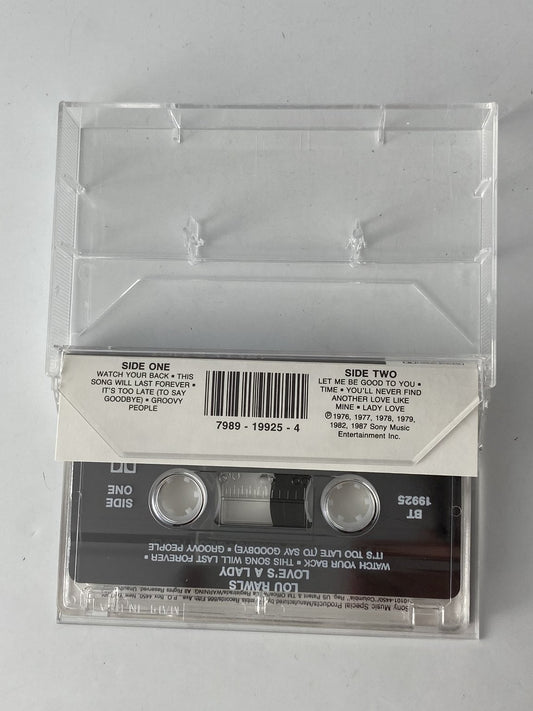 SIDE ONE
WATCH YOUR BACK • THIS
SONG WILL LAST FOREVER •
IT'S TOO LATE (TO SAY
GOODBYE) • GROOVY
PEOPLE
7989 - 19925 - 4
SIDE TWO
LET ME BE GOOD TO YOU •
TIME • YOU'LL NEVER FIND
ANOTHER LOVE LIKE
MINE • LADY LOVE
℗1976, 1977, 1978, 1979,
1982, 1987 Sony Music
Entertainment Inc.
LOU RAWLS
LOVE'S A LADY
WATCH YOUR BACK • THIS SONG WILL LAST FOREVER •
IT'S TOO LATE (TO SAY GOODBYE) • GROOVY PEOPLE
SIDE
ONE
BT
19925
Sony Music Special Products/Manufactured by